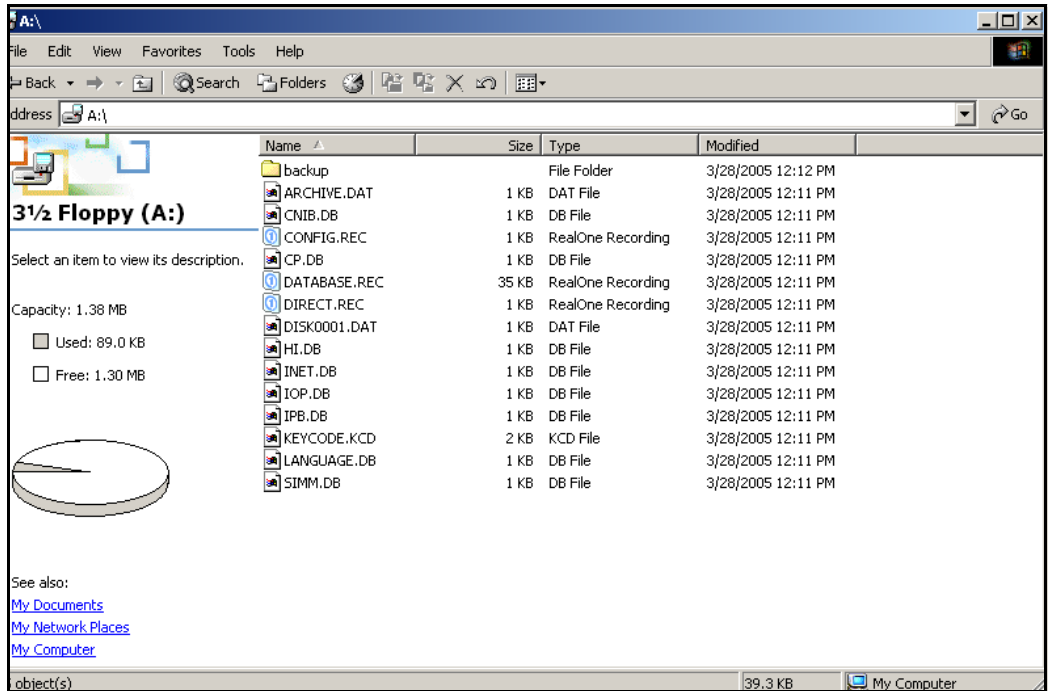 A:\
File Edit View Favorites Tools Help
Back Search Folders
Address A:\ Go
Name Size Type Modified
backup File Folder 3/28/2005 12:12 PM
ARCHIVE.DAT 1 KB DAT File 3/28/2005 12:11 PM
CNIB.DB 1 KB DB File 3/28/2005 12:11 PM
CONFIG.REC 1 KB RealOne Recording 3/28/2005 12:11 PM
CP.DB 1 KB DB File 3/28/2005 12:11 PM
DATABASE.REC 35 KB RealOne Recording 3/28/2005 12:11 PM
DIRECT.REC 1 KB RealOne Recording 3/28/2005 12:11 PM
DISK0001.DAT 1 KB DAT File 3/28/2005 12:11 PM
HI.DB 1 KB DB File 3/28/2005 12:11 PM
INET.DB 1 KB DB File 3/28/2005 12:11 PM
IOP.DB 1 KB DB File 3/28/2005 12:11 PM
IPB.DB 1 KB DB File 3/28/2005 12:11 PM
KEYCODE.KCD 2 KB KCD File 3/28/2005 12:11 PM
LANGUAGE.DB 1 KB DB File 3/28/2005 12:11 PM
SIMM.DB 1 KB DB File 3/28/2005 12:11 PM
3½ Floppy (A:)
Select an item to view its description.
Capacity: 1.38 MB
Used: 89.0 KB
Free: 1.30 MB
See also:
My Documents
My Network Places
My Computer
object(s) 39.3 KB My Computer